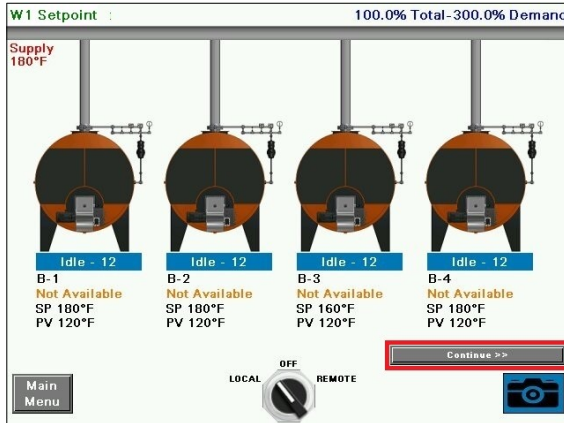 W1 Setpoint :
100.0% Total-300.0% Demand
Supply
180°F
Idle - 12
Idle - 12
Idle - 12
Idle - 12
B-1
B-2
B-3
B-4
Not Available
Not Available
Not Available
Not Available
SP 180°F
SP 180°F
SP 160°F
SP 180°F
PV 120°F
PV 120°F
PV 120°F
PV 120°F
Continue >>
OFF
LOCAL
REMOTE
Main
Menu